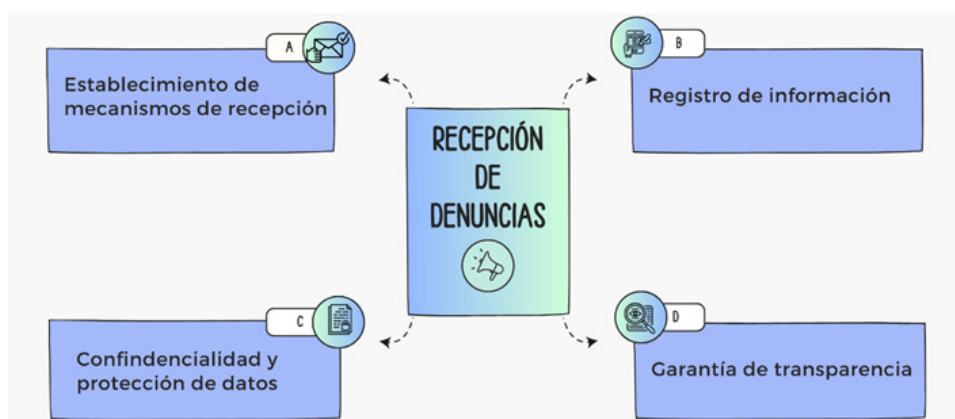 A
Establecimiento de
mecanismos de recepción
B
Registro de información
RECEPCIÓN
DE
DENUNCIAS
C
Confindencialidad y
protección de datos
D
Garantía de transparencia